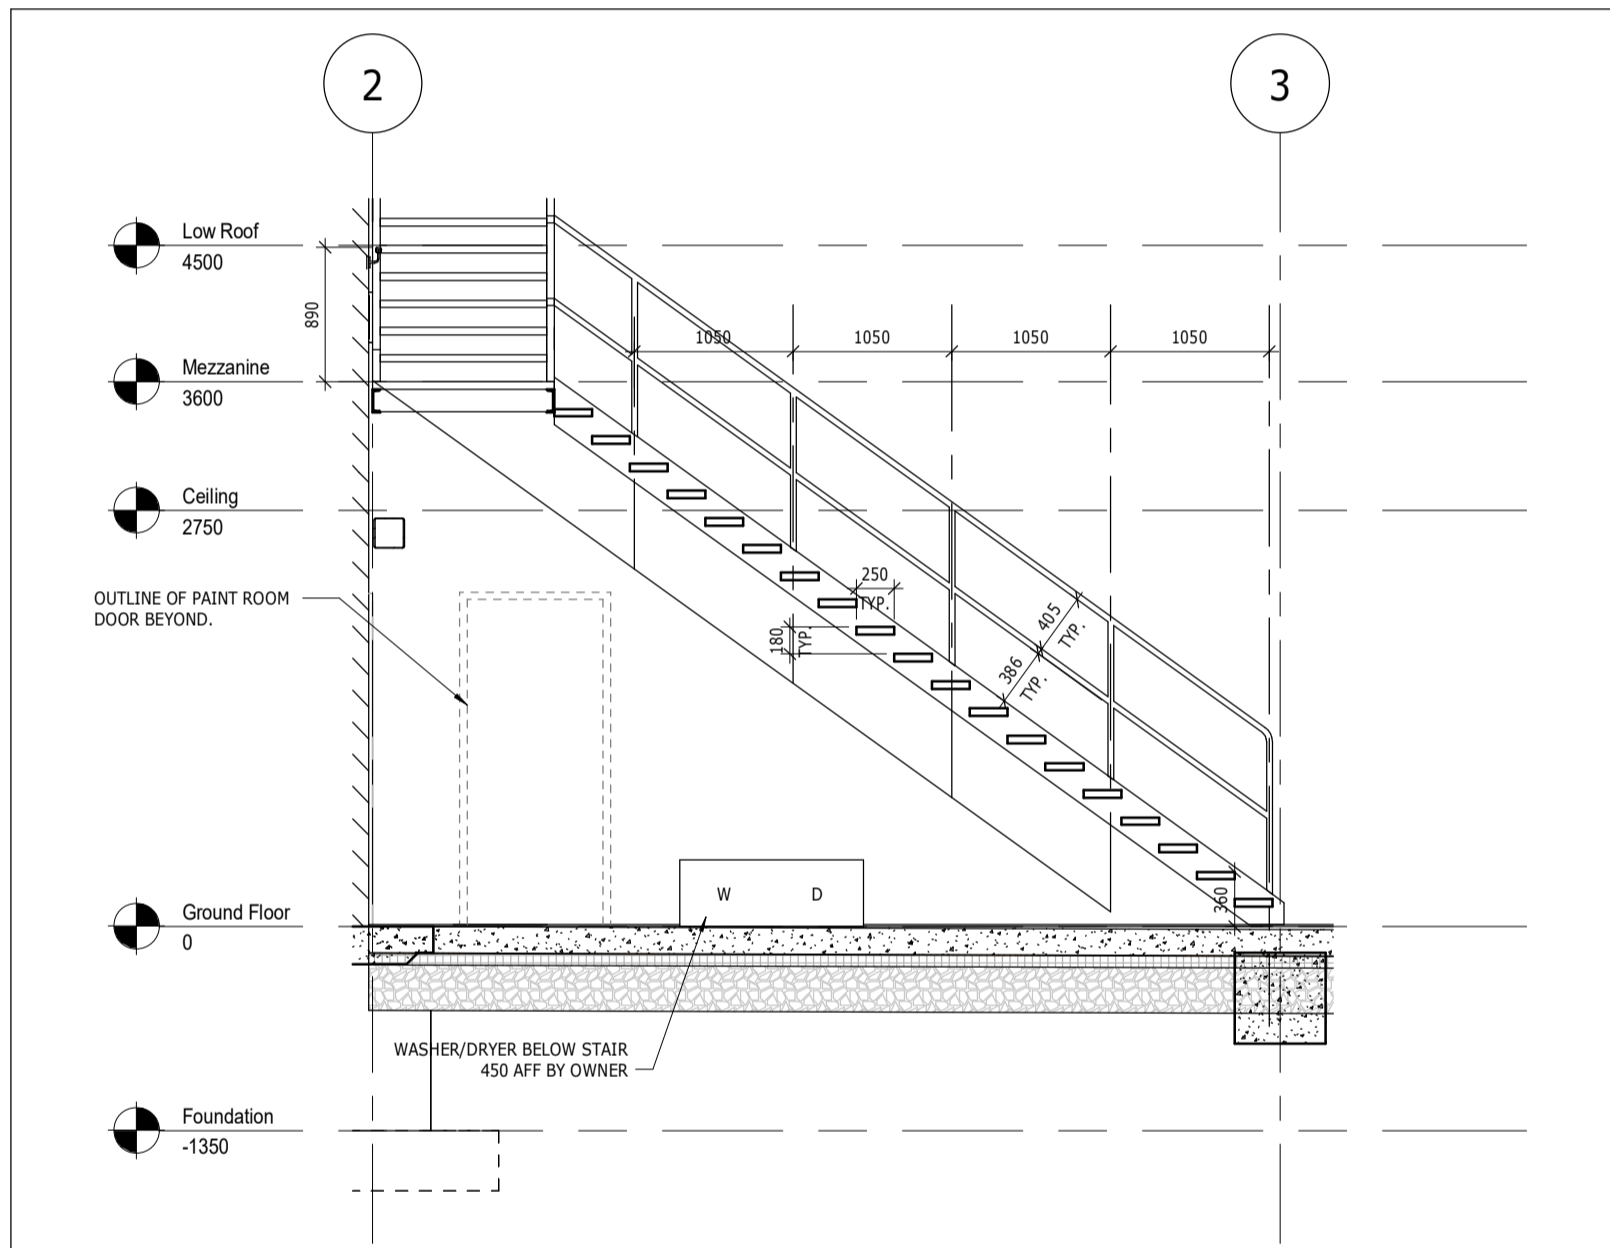 2
3
Low Roof
4500
890
1050
1050
1050
1050
Mezzanine
3600
Ceiling
2750
250
TYP.
OUTLINE OF PAINT ROOM
DOOR BEYOND.
180
TYP.
405
TYP.
386
TYP.
W
D
360
Ground Floor
0
WASHER/DRYER BELOW STAIR
450 AFF BY OWNER
Foundation
-1350